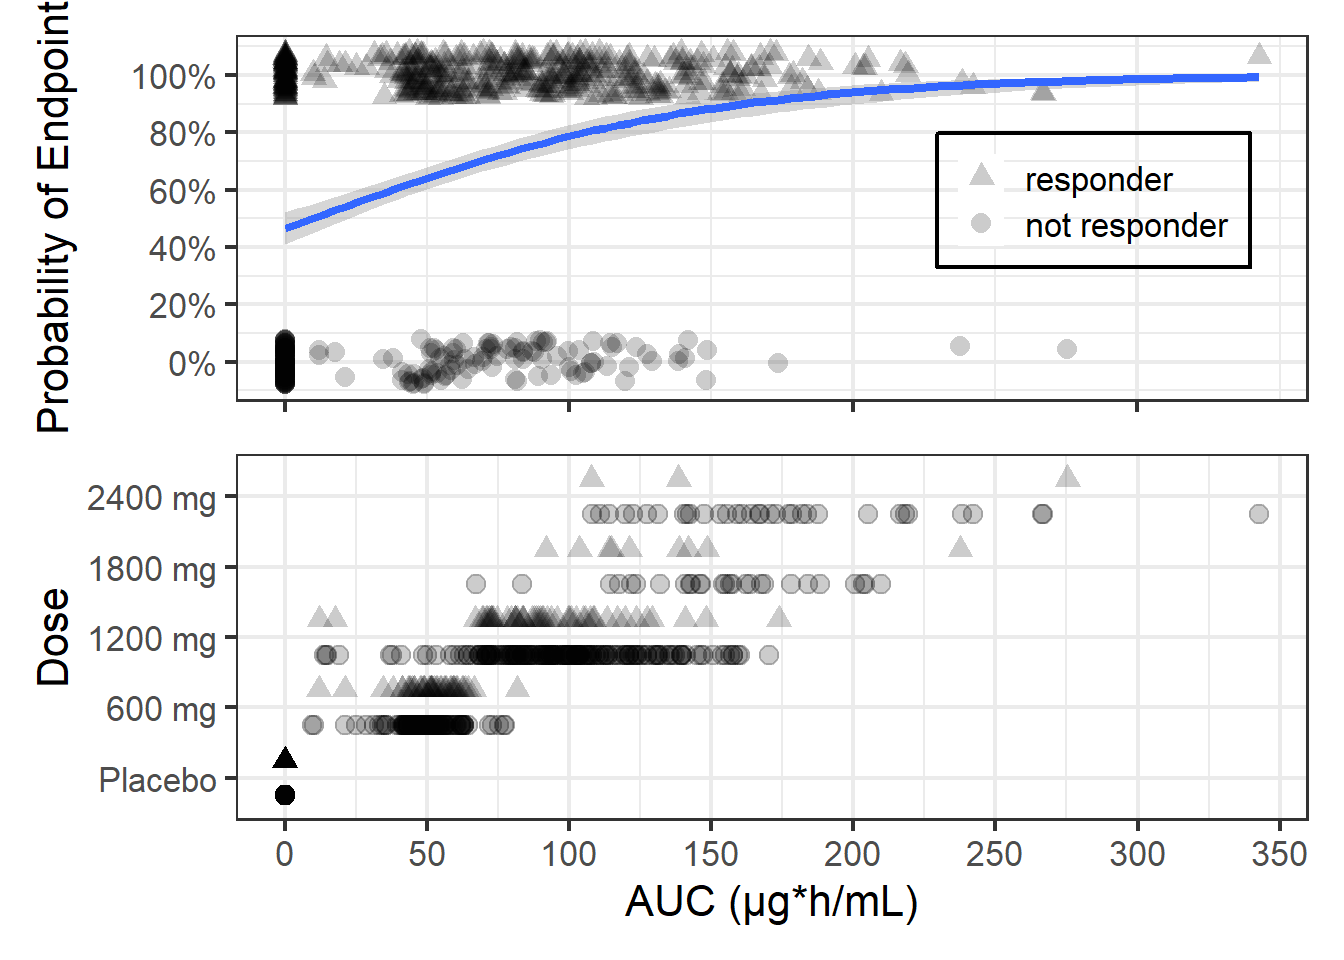 Probability of Endpoint
100%
80%
60%
40%
20%
0%
responder
not responder
Dose
2400 mg
1800 mg
1200 mg
600 mg
Placebo
0 50 100 150 200 250 300 350
AUC (µg*h/mL)